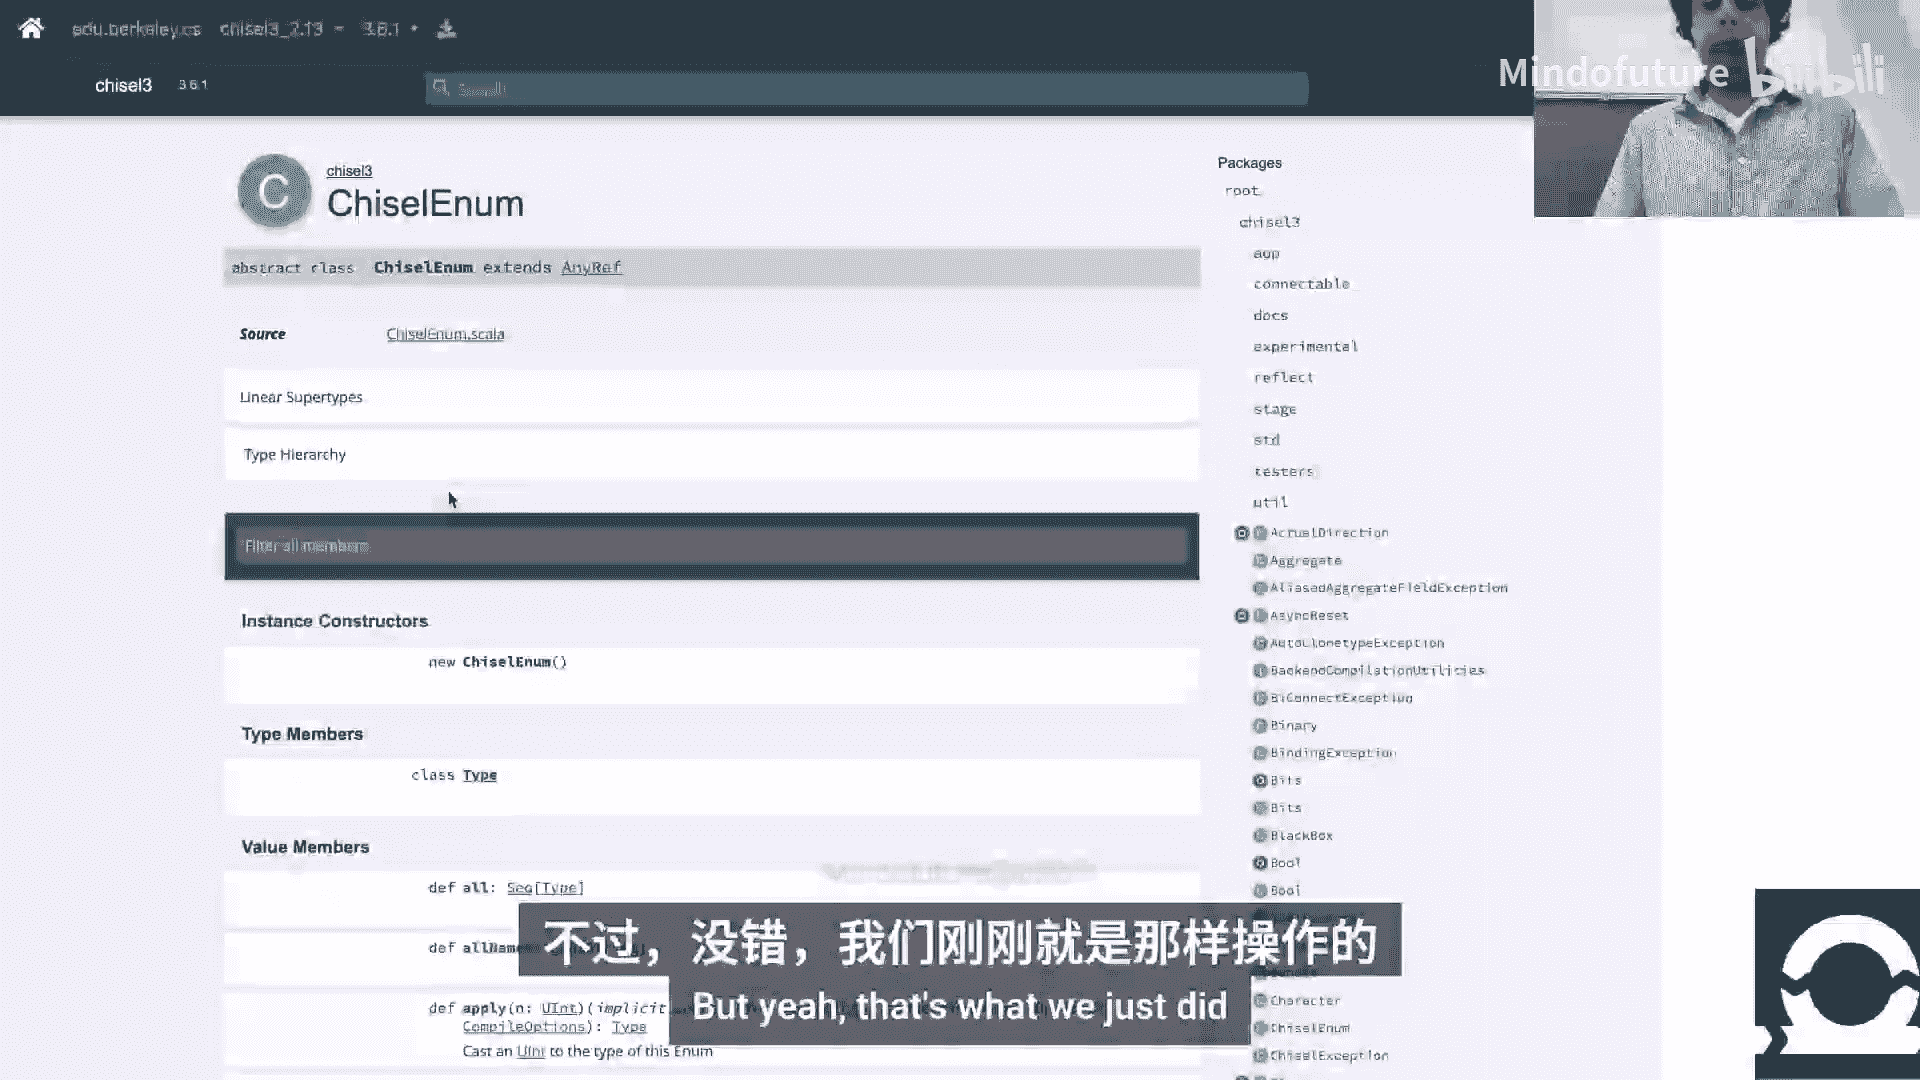 edu.berkeley.cs chisel3_2.13 3.6.1
chisel3 3.6.1
Search
Mindofuture bilibili
chisel3
ChiselEnum
abstract class ChiselEnum extends AnyRef
Source ChiselEnum.scala
Linear Supertypes
Type Hierarchy
Filter all members
Instance Constructors
new ChiselEnum()
Type Members
class Type
Value Members
def all: Seq[Type]
def allName
def apply(n: UInt)(implicit
CompileOptions): Type
Cast an UInt to the type of this Enum
Packages
root
chisel3
aop
connectable
docs
experimental
reflect
stage
std
testers
util
ActualDirection
Aggregate
AliasedAggregateFieldException
AsyncReset
AutoClonetypeException
BackendCompilationUtilities
BiConnectException
Binary
BindingException
Bits
Bits
BlackBox
Bool
Bool
Character
ChiselEnum
ChiselException
不过，没错，我们刚刚就是那样操作的
But yeah, that's what we just did